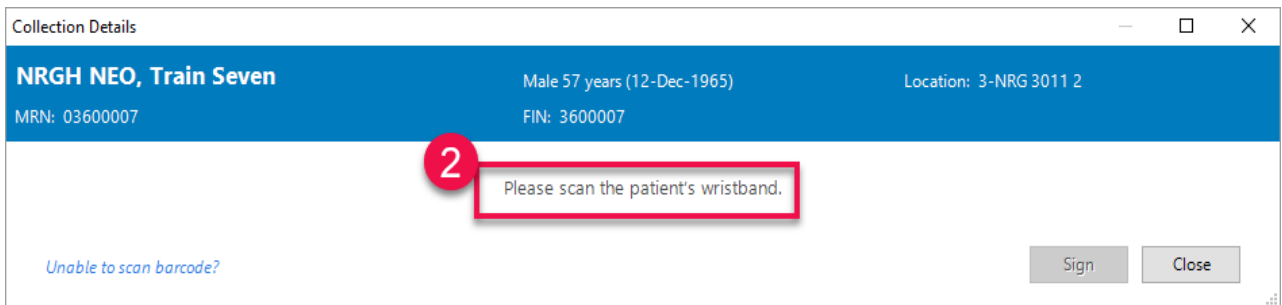 Collection Details
NRGH NEO, Train Seven
Male 57 years (12-Dec-1965)
Location: 3-NRG 3011 2
MRN: 03600007
FIN: 3600007
2
Please scan the patient's wristband.
Unable to scan barcode?
Sign
Close